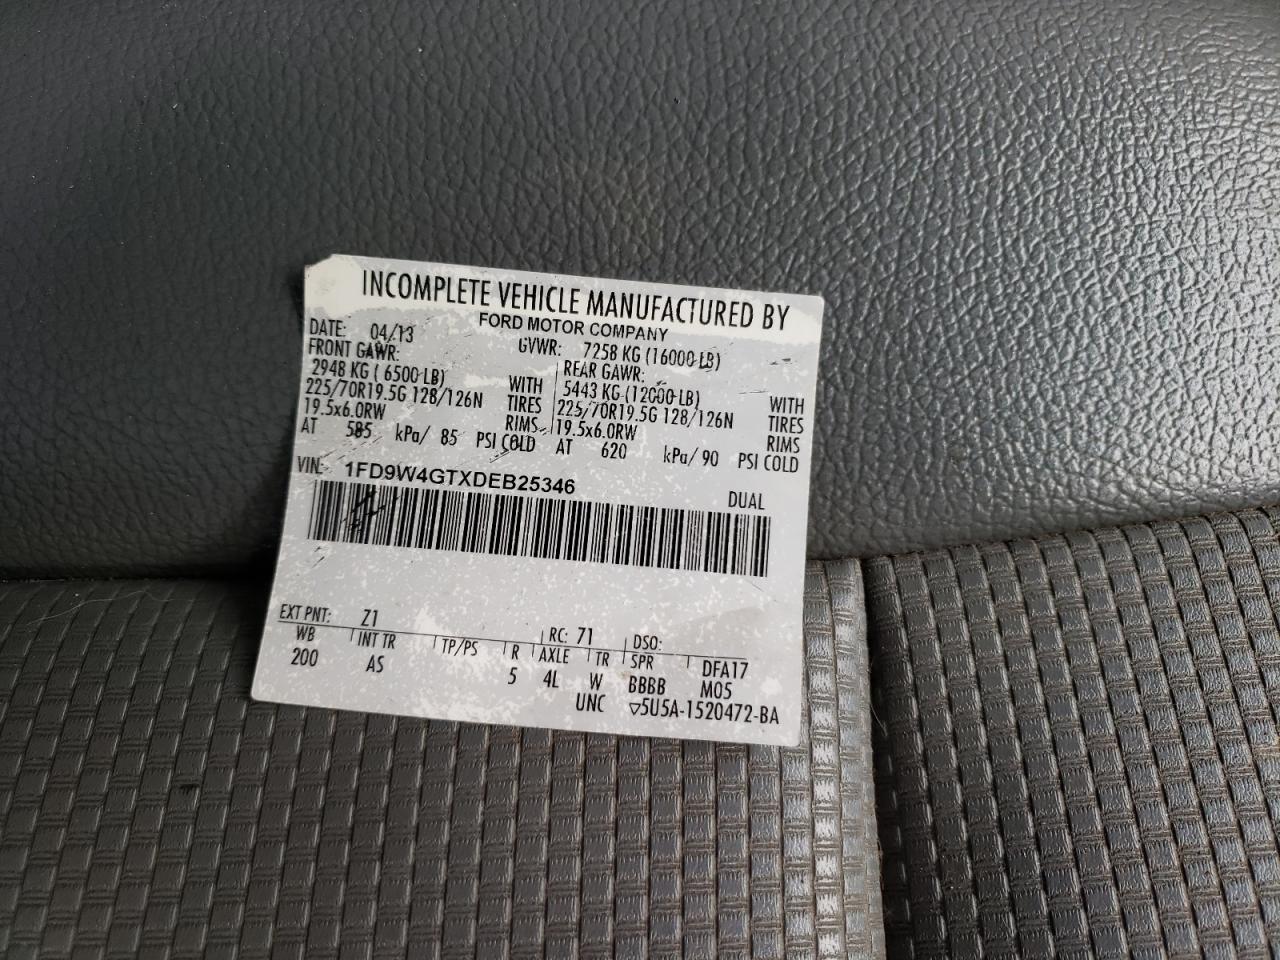 INCOMPLETE VEHICLE MANUFACTURED BY
FORD MOTOR COMPANY
DATE: 04/13 GVWR: 7258 KG (16000 LB)
FRONT GAWR: REAR GAWR:
2948 KG ( 6500 LB) WITH 5443 KG (12000 LB) WITH
225/70R19.5G 128/126N TIRES 225/70R19.5G 128/126N TIRES
19.5x6.0RW RIMS 19.5x6.0RW RIMS
AT 585 kPa/ 85 PSI COLD AT 620 kPa/ 90 PSI COLD
VIN: 1FD9W4GTXDEB25346
DUAL
EXT PNT: Z1 RC: 71 DSO:
WB INT TR TP/PS R AXLE TR SPR DFA17
200 AS 5 4L W BBBB M05
UNC ▽5U5A-1520472-BA